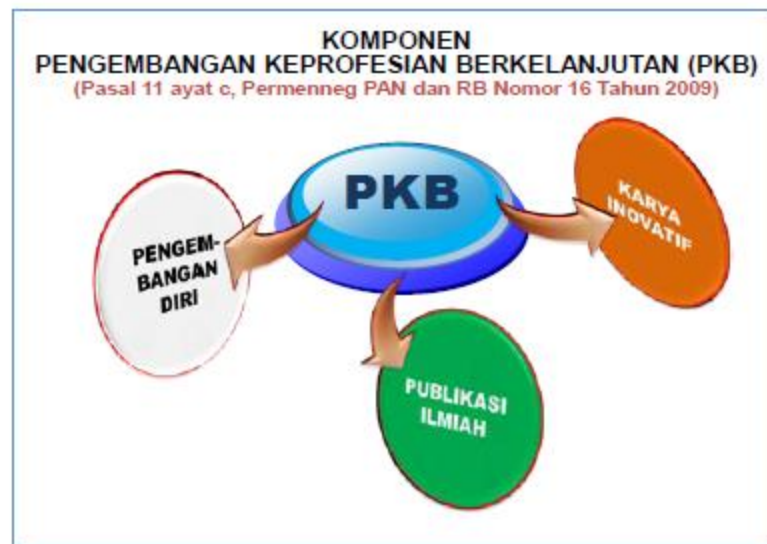 KOMPONEN
PENGEMBANGAN KEPROFESIAN BERKELANJUTAN (PKB)
(Pasal 11 ayat c, Permenneg PAN dan RB Nomor 16 Tahun 2009)
PKB
PENGEM-
BANGAN
DIRI
PUBLIKASI
ILMIAH
KARYA
INOVATIF